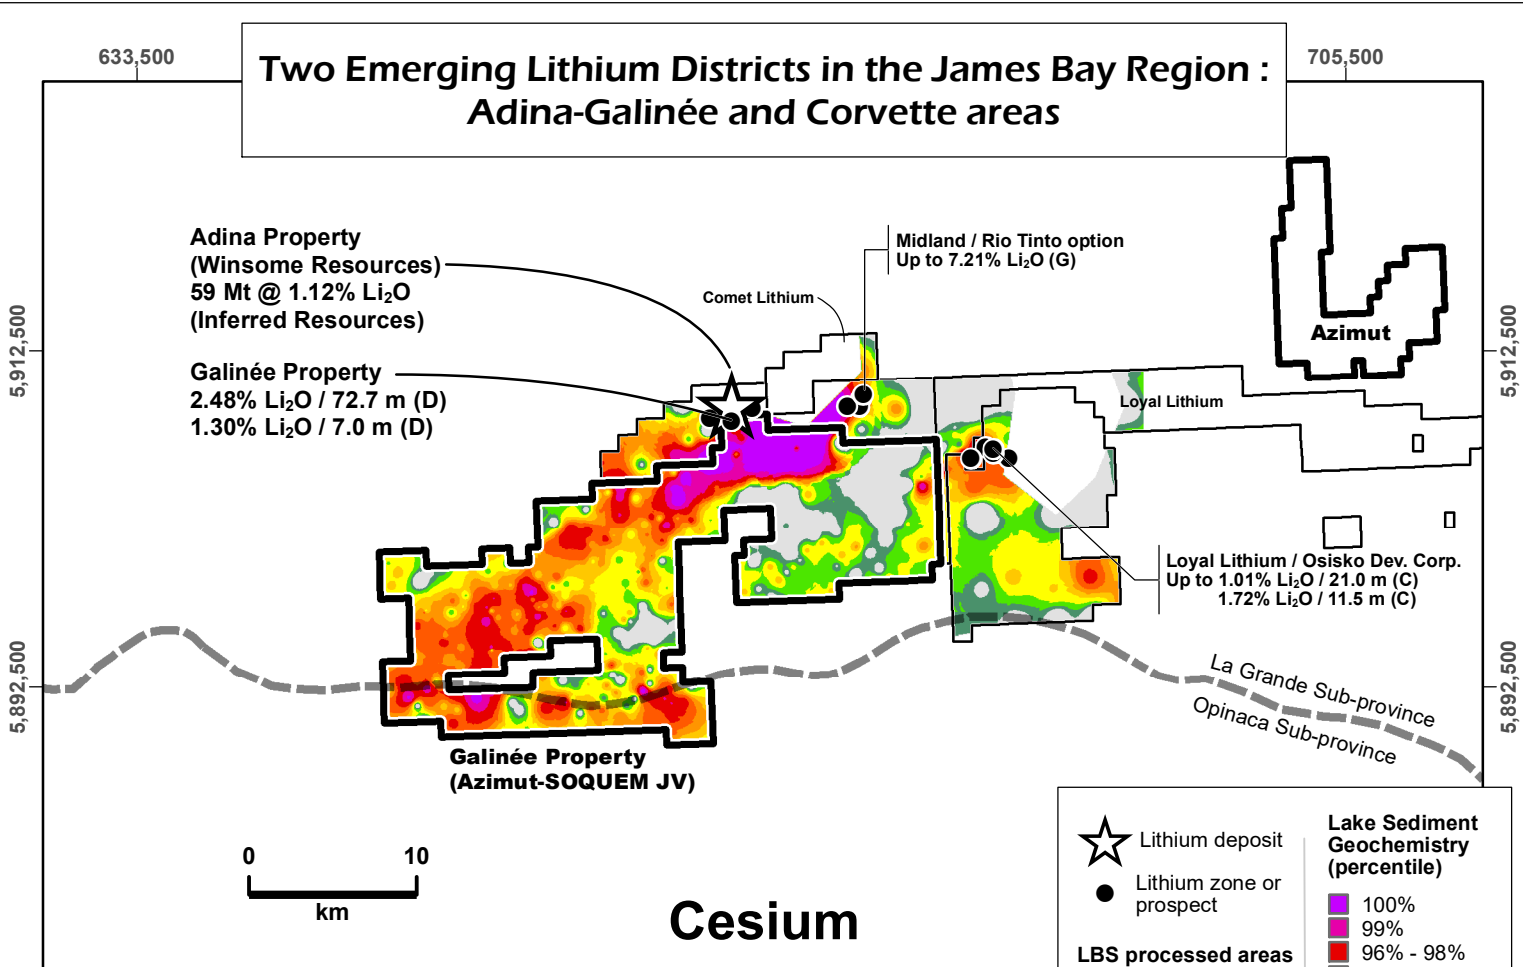 633,500
705,500
Two Emerging Lithium Districts in the James Bay Region :
Adina-Galinée and Corvette areas
Adina Property
(Winsome Resources)
59 Mt @ 1.12% Li₂O
(Inferred Resources)
Midland / Rio Tinto option
Up to 7.21% Li₂O (G)
Comet Lithium
Azimut
5,912,500
5,912,500
Galinée Property
2.48% Li₂O / 72.7 m (D)
1.30% Li₂O / 7.0 m (D)
Loyal Lithium
Loyal Lithium / Osisko Dev. Corp.
Up to 1.01% Li₂O / 21.0 m (C)
1.72% Li₂O / 11.5 m (C)
5,892,500
5,892,500
La Grande Sub-province
Opinaca Sub-province
Galinée Property
(Azimut-SOQUEM JV)
0 10
km
Cesium
Lithium deposit
Lithium zone or
prospect
LBS processed areas
Lake Sediment
Geochemistry
(percentile)
100%
99%
96% - 98%